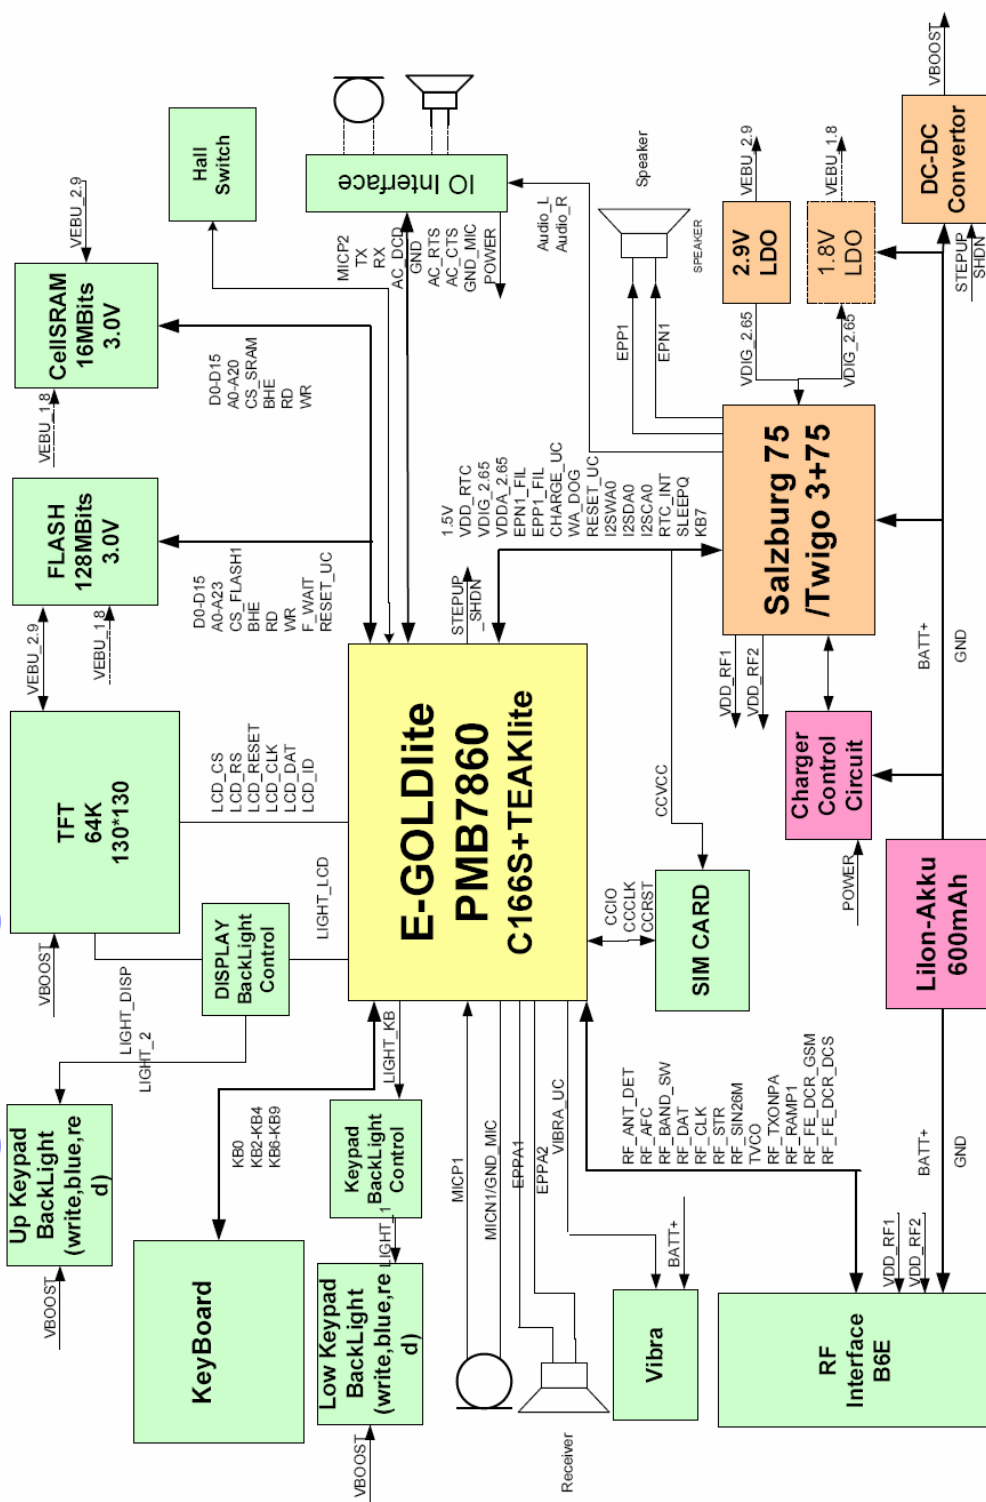 VBOOST
Up Keypad
BackLight
(write,blue,re
d)
VBOOST
LIGHT_DISP
LIGHT_2
TFT
64K
130*130
VEBU_2.9
FLASH
128MBits
3.0V
VEBU_1.8
VEBU_1.8
CellSRAM
16MBits
3.0V
VEBU_2.9
KeyBoard
KB0
KB2-KB4
KB6-KB9
DISPLAY
BackLight
Control
LIGHT_LCD
LCD_CS
LCD_RS
LCD_RESET
LCD_CLK
LCD_DAT
LCD_ID
D0-D15
A0-A23
CS_FLASH1
BHE
RD
WR
F_WAIT
RESET_UC
D0-D15
A0-A20
CS_SRAM
BHE
RD
WR
Hall
Switch
VBOOST
Low Keypad
BackLight
(write,blue,re
d)
LIGHT_1
Keypad
BackLight
Control
LIGHT_KB
E-GOLDlite
PMB7860
C166S+TEAKlite
MICP2
TX
RX
AC_DCD
GND
AC_RTS
AC_CTS
GND_MIC
POWER
IO Interface
MICP1
MICN1/GND_MIC
EPPA1
EPPA2
VIBRA_UC
Receiver
STEPUP
_SHDN
1.5V
VDD_RTC
VDIG_2.65
VDDA_2.65
EPN1_FIL
EPP1_FIL
CHARGE_UC
WA_DOG
RESET_UC
I2SWA0
I2SDA0
I2SCA0
RTC_INT
SLEEPQ
KB7
Audio_L
Audio_R
EPP1
EPN1
Speaker
SPEAKER
Vibra
BATT+
RF_ANT_DET
RF_AFC
RF_BAND_SW
RF_DAT
RF_CLK
RF_STR
RF_SIN26M
TVCO
RF_TXONPA
RF_RAMP1
RF_FE_DCR_GSM
RF_FE_DCR_DCS
CCIO
CCCLK
CCRST
SIM CARD
CCVCC
VDD_RF1
VDD_RF2
Salzburg 75
/Twigo 3+75
VDIG_2.65
2.9V
LDO
VEBU_2.9
VDIG_2.65
1.8V
LDO
VEBU_1.8
RF
Interface
B6E
VDD_RF1
VDD_RF2
BATT+
GND
POWER
Charger
Control
Circuit
LiIon-Akku
600mAh
BATT+
GND
STEPUP_
SHDN
DC-DC
Convertor
VBOOST